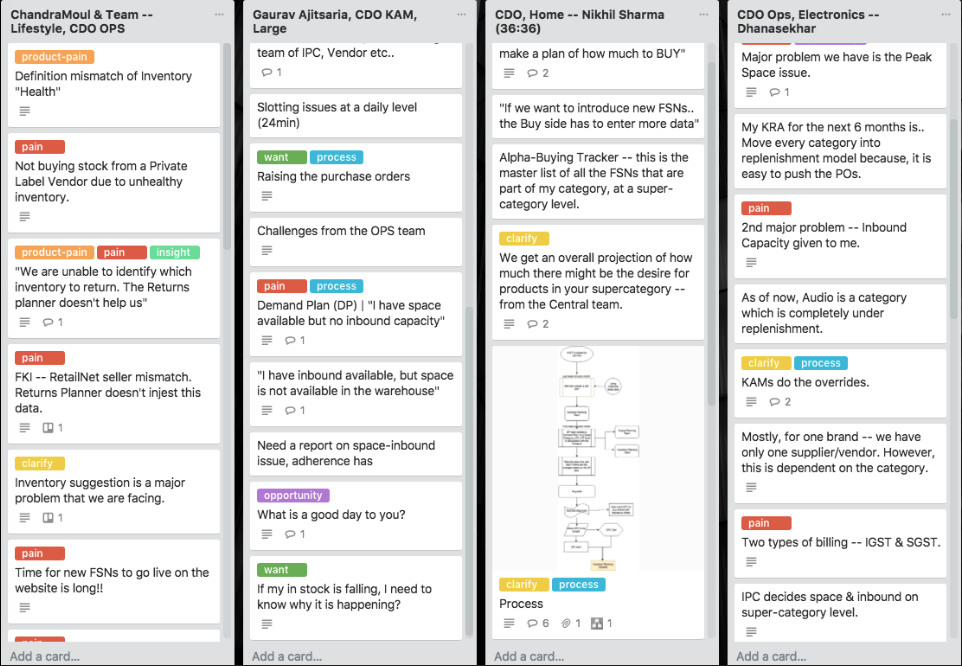 ChandraMoul & Team --
Lifestyle, CDO OPS
product-pain
Definition mismatch of Inventory
"Health"
pain
Not buying stock from a Private
Label Vendor due to unhealthy
inventory.
product-pain pain insight
"We are unable to identify which
inventory to return. The Returns
planner doesn't help us"
1
pain
FKI -- RetailNet seller mismatch.
Returns Planner doesn't injest this
data.
1
clarify
Inventory suggestion is a major
problem that we are facing.
1
pain
Time for new FSNs to go live on the
website is long!!
pain
Add a card...
Gaurav Ajitsaria, CDO KAM,
Large
team of IPC, Vendor etc..
1
Slotting issues at a daily level
(24min)
want process
Raising the purchase orders
Challenges from the OPS team
pain process
Demand Plan (DP) | "I have space
available but no inbound capacity"
1
"I have inbound available, but space
is not available in the warehouse"
1
Need a report on space-inbound
issue, adherence has
opportunity
What is a good day to you?
1
want
If my in stock is falling, I need to
know why it is happening?
Add a card...
CDO, Home -- Nikhil Sharma
(36:36)
make a plan of how much to BUY"
2
"If we want to introduce new FSNs..
the Buy side has to enter more data"
Alpha-Buying Tracker -- this is the
master list of all the FSNs that are
part of my category, at a super-
category level.
clarify
We get an overall projection of how
much there might be the desire for
products in your supercategory --
from the Central team.
2
clarify process
Process
6 1 1
Add a card...
CDO Ops, Electronics --
Dhanasekhar
Major problem we have is the Peak
Space issue.
1
My KRA for the next 6 months is..
Move every category into
replenishment model because, it is
easy to push the POs.
pain
2nd major problem -- Inbound
Capacity given to me.
As of now, Audio is a category
which is completely under
replenishment.
clarify process
KAMs do the overrides.
2
Mostly, for one brand -- we have
only one supplier/vendor. However,
this is dependent on the category.
pain
Two types of billing -- IGST & SGST.
IPC decides space & inbound on
super-category level.
Add a card...